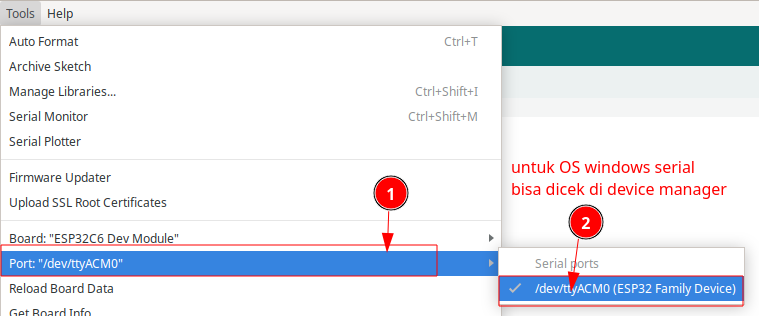 Tools Help
Auto Format Ctrl+T
Archive Sketch
Manage Libraries... Ctrl+Shift+I
Serial Monitor Ctrl+Shift+M
Serial Plotter
Firmware Updater
Upload SSL Root Certificates
Board: "ESP32C6 Dev Module"
Port: "/dev/ttyACM0"
Reload Board Data
Get Board Info
1
untuk OS windows serial
bisa dicek di device manager
2
Serial ports
/dev/ttyACM0 (ESP32 Family Device)